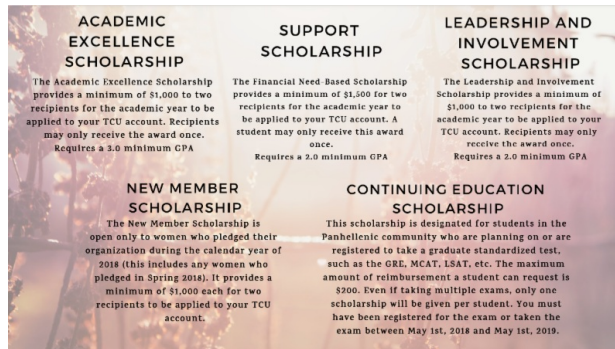 ACADEMIC
EXCELLENCE
SCHOLARSHIP
The Academic Excellence Scholarship
provides a minimum of $1,000 to two
recipients for the academic year to be
applied to your TCU account. Recipients
may only receive the award once.
Requires a 3.0 minimum GPA
SUPPORT
SCHOLARSHIP
The Financial Need-Based Scholarship
provides a minimum of $1,500 for two
recipients for the academic year to
be applied to your TCU account. A
student may only receive this award
once.
Requires a 2.0 minimum GPA
LEADERSHIP AND
INVOLVEMENT
SCHOLARSHIP
The Leadership and Involvement
Scholarship provides a minimum of
$1,000 to two recipients for the
academic year to be applied to your
TCU account. Recipients may only
receive the award once.
Requires a 2.0 minimum GPA
NEW MEMBER
SCHOLARSHIP
The New Member Scholarship is
open only to women who pledged their
organization during the calendar year of
2018 (this includes any women who
pledged in Spring 2018). It provides a
minimum of $1,000 each for two
recipients to be applied to your TCU
account.
CONTINUING EDUCATION
SCHOLARSHIP
This scholarship is designated for students in the
Panhellenic community who are planning on or are
registered to take a graduate standardized test,
such as the GRE, MCAT, LSAT, etc. The maximum
amount of reimbursement a student can request is
$200. Even if taking multiple exams, only one
scholarship will be given per student. You must
have been registered for the exam or taken the
exam between May 1st, 2018 and May 1st, 2019.